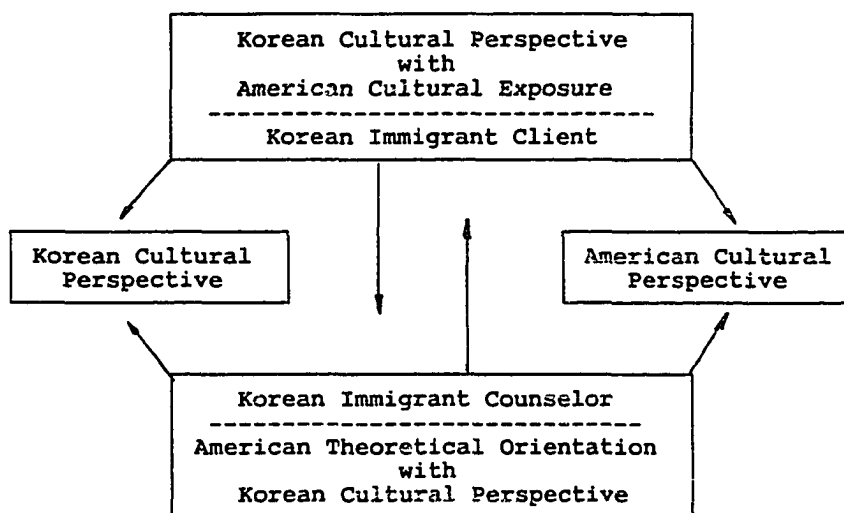 Korean Cultural Perspective
with
American Cultural Exposure
Korean Immigrant Client
Korean Cultural
Perspective
American Cultural
Perspective
Korean Immigrant Counselor
American Theoretical Orientation
with
Korean Cultural Perspective